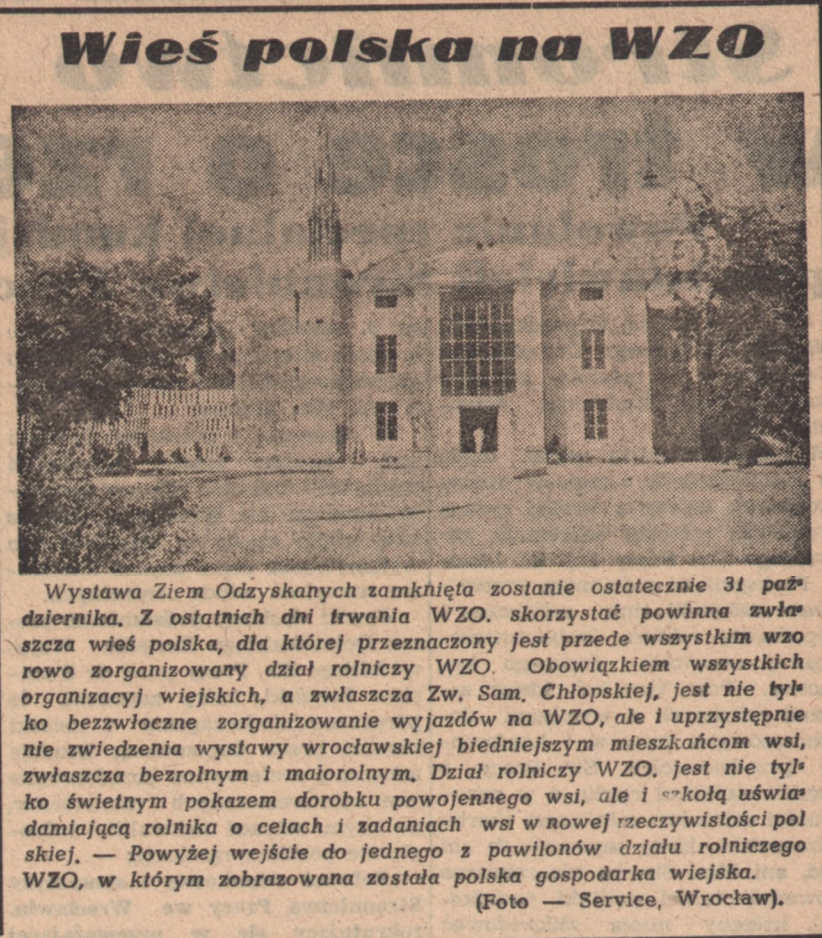 Wieś polska na WZO
Wystawa Ziem Odzyskanych zamknięta zostanie ostatecznie 31 paź-
dziernika. Z ostatnich dni trwania WZO. skorzystać powinna zwła-
szcza wieś polska, dla której przeznaczony jest przede wszystkim wzo
rowo zorganizowany dział rolniczy WZO. Obowiązkiem wszystkich
organizacyj wiejskich, a zwłaszcza Zw. Sam. Chłopskiej, jest nie tyl-
ko bezzwłoczne zorganizowanie wyjazdów na WZO, ale i uprzystępnie
nie zwiedzenia wystawy wrocławskiej biedniejszym mieszkańcom wsi,
zwłaszcza bezrolnym i małorolnym. Dział rolniczy WZO. jest nie tyl-
ko świetnym pokazem dorobku powojennego wsi, ale i szkołą uświa-
damiającą rolnika o celach i zadaniach wsi w nowej rzeczywistości pol
skiej. — Powyżej wejście do jednego z pawilonów działu rolniczego
WZO, w którym zobrazowana została polska gospodarka wiejska.
(Foto — Service, Wrocław).